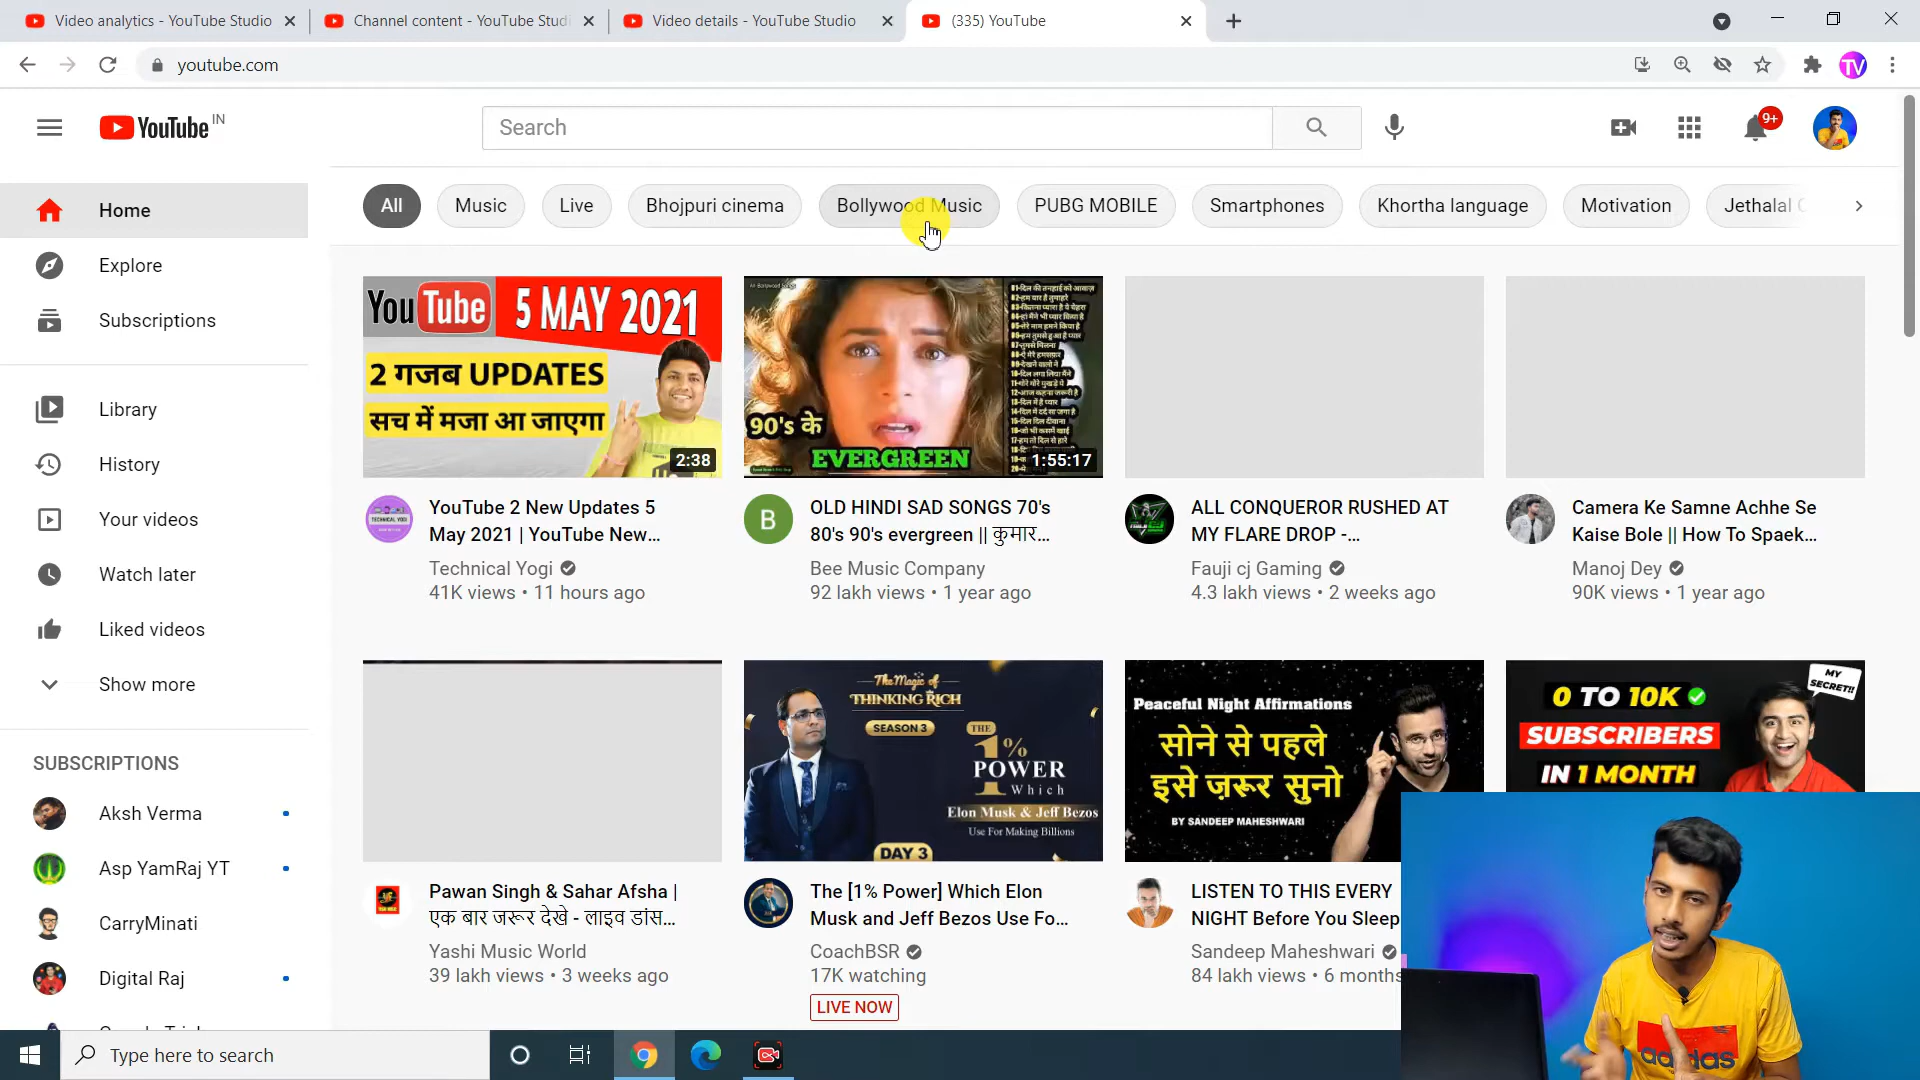 Video analytics - YouTube Studio
Channel content - YouTube Studi
Video details - YouTube Studio
(335) YouTube
youtube.com
TV
YouTube IN
Search
9+
Home
Explore
Subscriptions
Library
History
Your videos
Watch later
Liked videos
Show more
SUBSCRIPTIONS
Aksh Verma
Asp YamRaj YT
CarryMinati
Digital Raj
All
Music
Live
Bhojpuri cinema
Bollywood Music
PUBG MOBILE
Smartphones
Khortha language
Motivation
Jethalal
YouTube 5 MAY 2021
2 गजब UPDATES
सच में मजा आ जाएगा
2:38
90's के
EVERGREEN
1:55:17
YouTube 2 New Updates 5
May 2021 | YouTube New...
Technical Yogi
41K views • 11 hours ago
B
OLD HINDI SAD SONGS 70's
80's 90's evergreen || कुमार...
Bee Music Company
92 lakh views • 1 year ago
ALL CONQUEROR RUSHED AT
MY FLARE DROP -...
Fauji cj Gaming
4.3 lakh views • 2 weeks ago
Camera Ke Samne Achhe Se
Kaise Bole || How To Spaek...
Manoj Dey
90K views • 1 year ago
The Magic of
THINKING RICH
SEASON 3
THE
1%
POWER
Which
Elon Musk & Jeff Bezos
Use For Making Billions
DAY 3
Peaceful Night Affirmations
सोने से पहले
इसे ज़रूर सुनो
BY SANDEEP MAHESHWARI
MY
SECRET!!
0 TO 10K
SUBSCRIBERS
IN 1 MONTH
Pawan Singh & Sahar Afsha |
एक बार जरूर देखे - लाइव डांस...
Yashi Music World
39 lakh views • 3 weeks ago
The [1% Power] Which Elon
Musk and Jeff Bezos Use Fo...
CoachBSR
17K watching
LIVE NOW
LISTEN TO THIS EVERY
NIGHT Before You Sleep
Sandeep Maheshwari
84 lakh views • 6 months
adidas
Type here to search